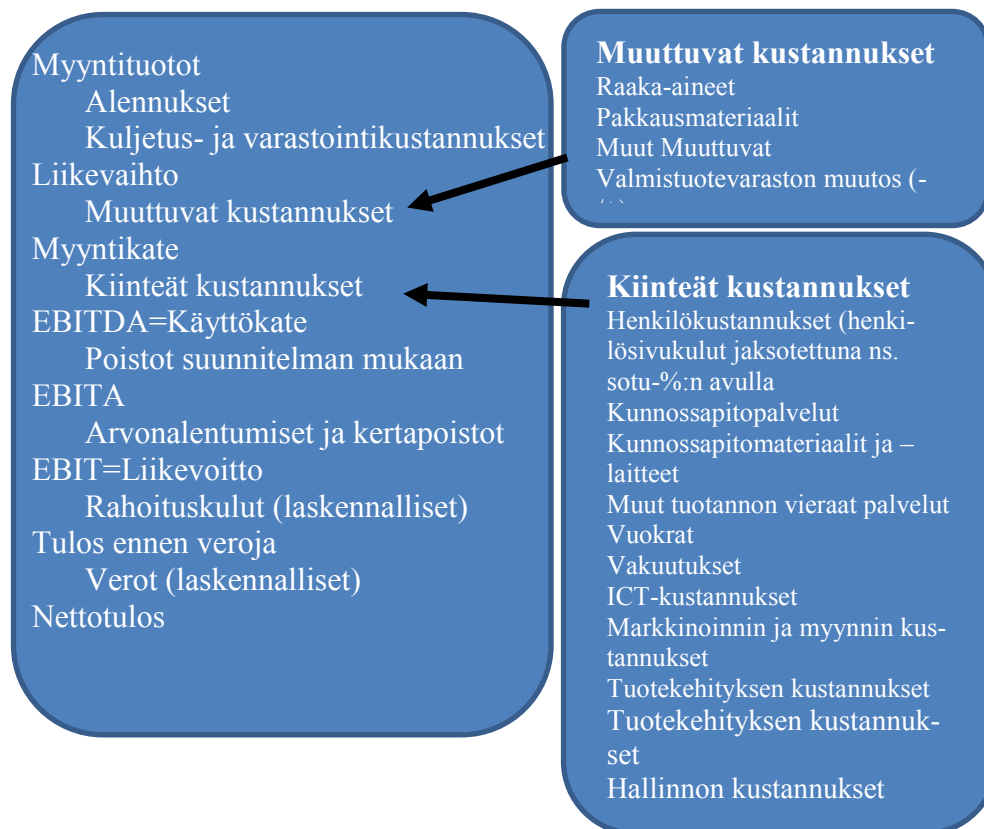 Myyntituotot
Alennukset
Kuljetus- ja varastointikustannukset
Liikevaihto
Muuttuvat kustannukset
Myyntikate
Kiinteät kustannukset
EBITDA=Käyttökate
Poistot suunnitelman mukaan
EBITA
Arvonalentumiset ja kertapoistot
EBIT=Liikevoitto
Rahoituskulut (laskennalliset)
Tulos ennen veroja
Verot (laskennalliset)
Nettotulos
Muuttuvat kustannukset
Raaka-aineet
Pakkausmateriaalit
Muut Muuttuvat
Valmistuotevaraston muutos (-
Kiinteät kustannukset
Henkilökustannukset (henki-
lösivukulut jaksotettuna ns.
sotu-%:n avulla
Kunnossapitopalvelut
Kunnossapitomateriaalit ja –
laitteet
Muut tuotannon vieraat palvelut
Vuokrat
Vakuutukset
ICT-kustannukset
Markkinoinnin ja myynnin kus-
tannukset
Tuotekehityksen kustannukset
Tuotekehityksen kustannuk-
set
Hallinnon kustannukset